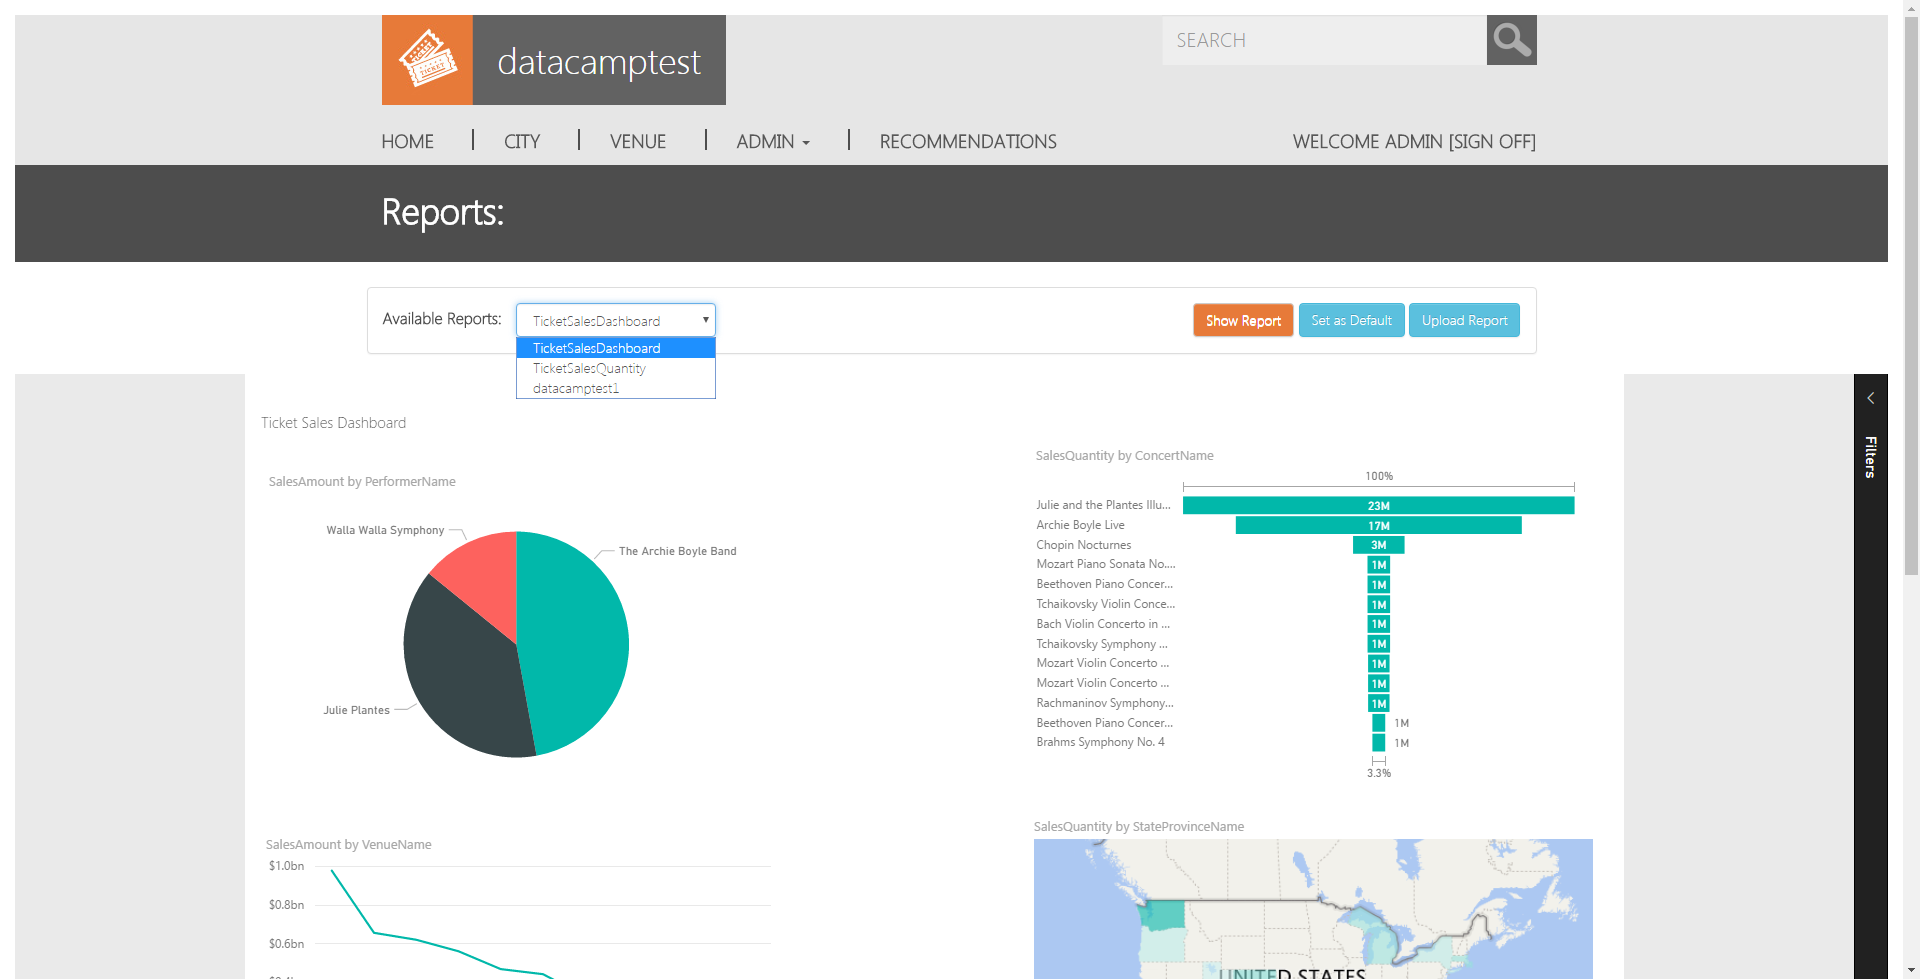 TICKET
TICKET
datacamptest
SEARCH
HOME
CITY
VENUE
ADMIN
RECOMMENDATIONS
WELCOME ADMIN [SIGN OFF]
Reports:
Available Reports:
TicketSalesDashboard
Show Report
Set as Default
Upload Report
TicketSalesDashboard
TicketSalesQuantity
datacamptest1
Filters
Ticket Sales Dashboard
SalesAmount by PerformerName
Walla Walla Symphony
The Archie Boyle Band
Julie Plantes
SalesQuantity by ConcertName
100%
Julie and the Plantes Illu... 23M
Archie Boyle Live 17M
Chopin Nocturnes 3M
Mozart Piano Sonata No.... 1M
Beethoven Piano Concer... 1M
Tchaikovsky Violin Conce... 1M
Bach Violin Concerto in ... 1M
Tchaikovsky Symphony ... 1M
Mozart Violin Concerto ... 1M
Mozart Violin Concerto ... 1M
Rachmaninov Symphony... 1M
Beethoven Piano Concer... 1M
Brahms Symphony No. 4 1M
3.3%
SalesAmount by VenueName
$1.0bn
$0.8bn
$0.6bn
SalesQuantity by StateProvinceName
UNITED STATES